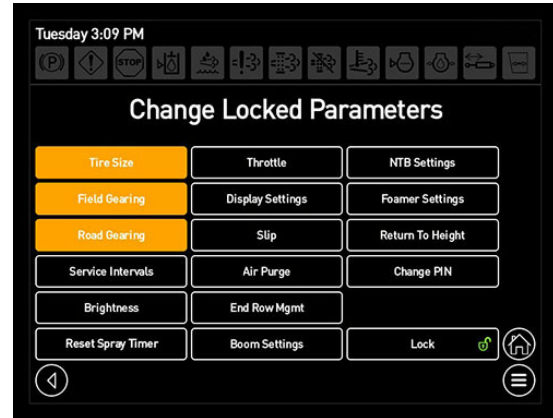 Tuesday 3:09 PM
P
STOP
Change Locked Parameters
Tire Size
Throttle
NTB Settings
Field Gearing
Display Settings
Foamer Settings
Road Gearing
Slip
Return To Height
Service Intervals
Air Purge
Change PIN
Brightness
End Row Mgmt
Reset Spray Timer
Boom Settings
Lock